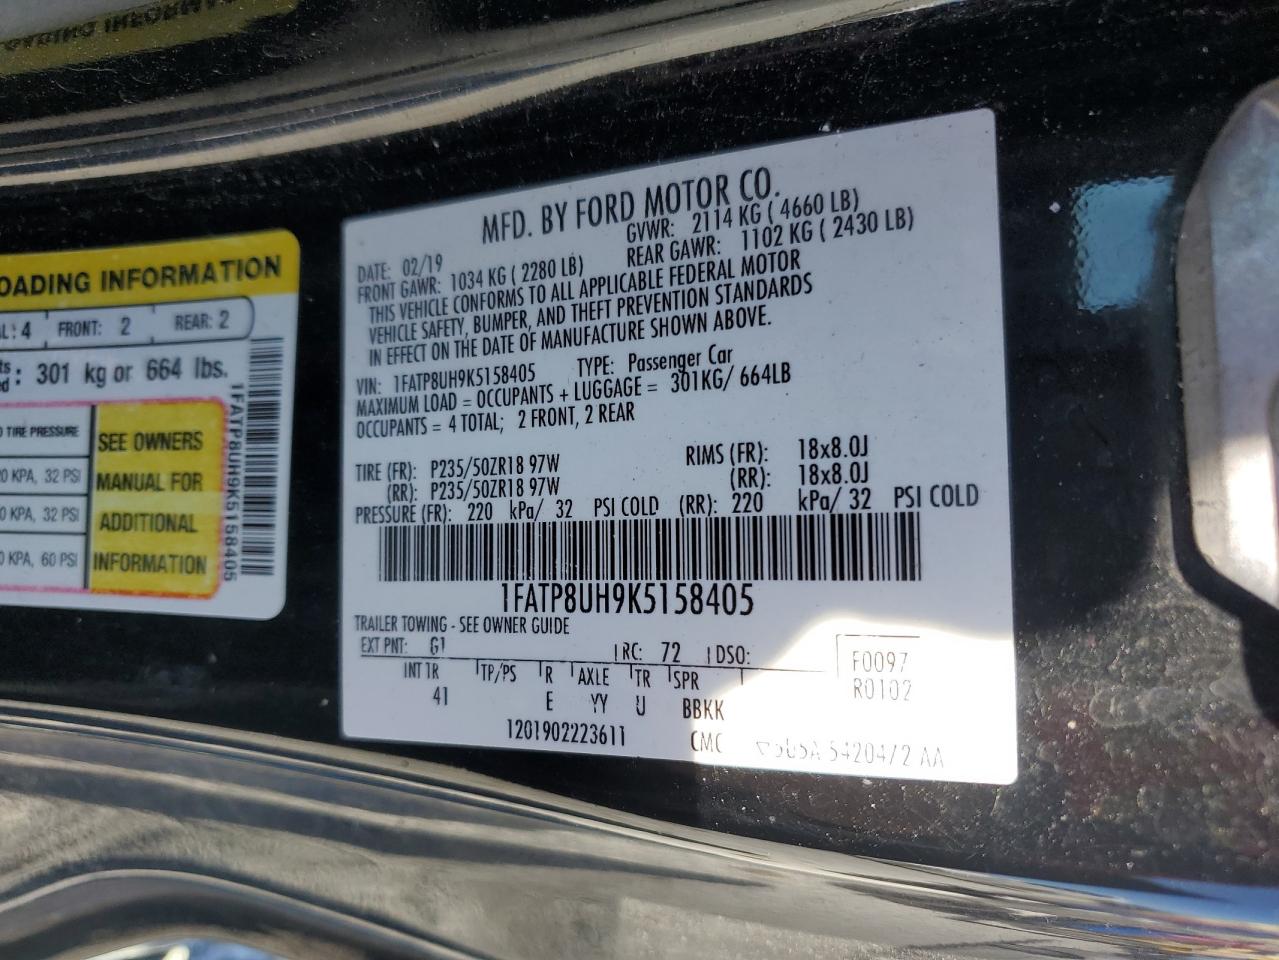 OADING INFORMATION
AL: 4 FRONT: 2 REAR: 2
301 kg or 664 lbs.
TIRE PRESSURE
KPA, 32 PSI
KPA, 32 PSI
KPA, 60 PSI
SEE OWNERS
MANUAL FOR
ADDITIONAL
INFORMATION
1FATP8UH9K5158405
MFD. BY FORD MOTOR CO.
DATE: 02/19 GVWR: 2114 KG ( 4660 LB)
FRONT GAWR: 1034 KG ( 2280 LB) REAR GAWR: 1102 KG ( 2430 LB)
THIS VEHICLE CONFORMS TO ALL APPLICABLE FEDERAL MOTOR
VEHICLE SAFETY, BUMPER, AND THEFT PREVENTION STANDARDS
IN EFFECT ON THE DATE OF MANUFACTURE SHOWN ABOVE.
VIN: 1FATP8UH9K5158405 TYPE: Passenger Car
MAXIMUM LOAD = OCCUPANTS + LUGGAGE = 301KG/ 664LB
OCCUPANTS = 4 TOTAL; 2 FRONT, 2 REAR
TIRE (FR): P235/50ZR18 97W RIMS (FR): 18x8.0J
(RR): P235/50ZR18 97W (RR): 18x8.0J
PRESSURE (FR): 220 kPa/ 32 PSI COLD (RR): 220 kPa/ 32 PSI COLD
1FATP8UH9K5158405
TRAILER TOWING - SEE OWNER GUIDE
EXT PNT: G1 RC: 72 DSO: F0097
INT TR TP/PS R AXLE TR SPR R0102
41 E YY U BBKK
1201902223611 CMC